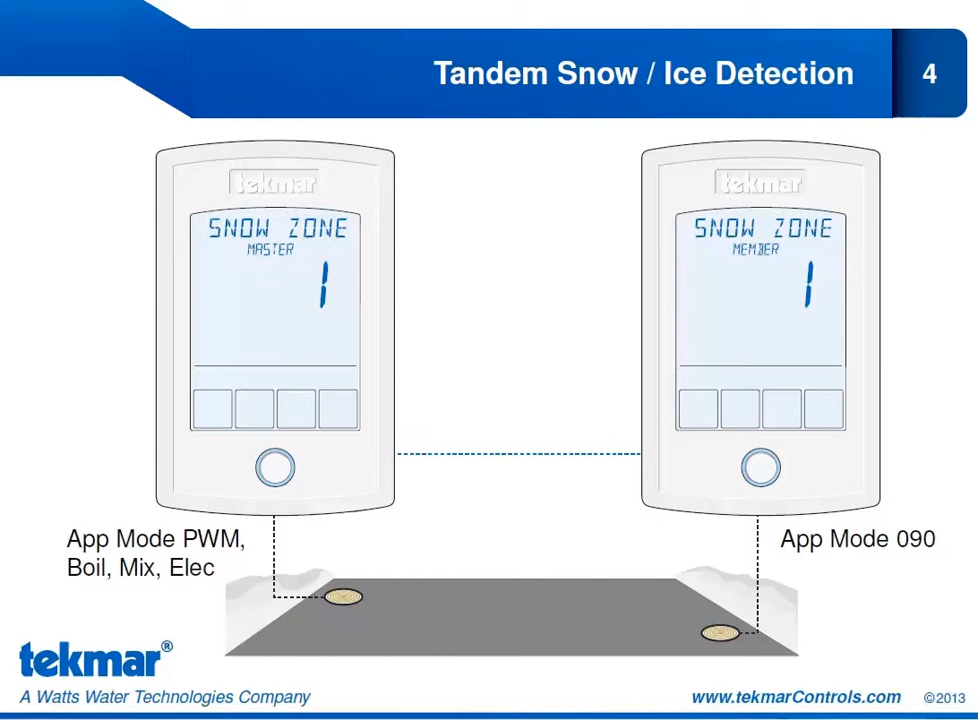 Tandem Snow / Ice Detection
4
tekmar
SNOW ZONE
MASTER
1
tekmar
SNOW ZONE
MEMBER
1
App Mode PWM,
Boil, Mix, Elec
App Mode 090
tekmar®
A Watts Water Technologies Company
www.tekmarControls.com
©2013